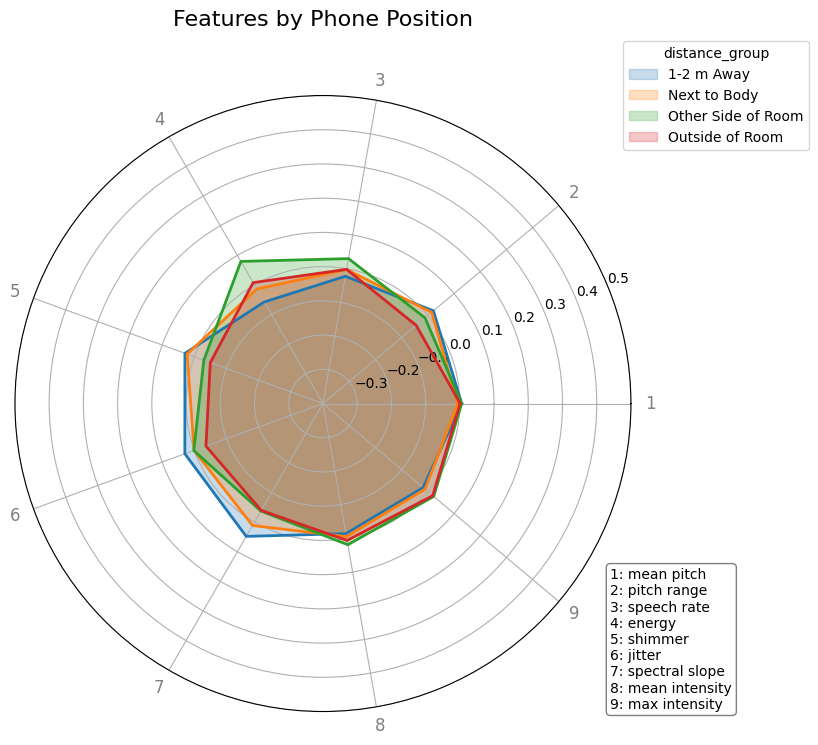 Features by Phone Position
distance_group
1-2 m Away
Next to Body
Other Side of Room
Outside of Room
3
4
2
5
0.5
0.4
0.3
0.2
0.1
0.0
−0.2
−0.3
1
6
9
7
8
1: mean pitch
2: pitch range
3: speech rate
4: energy
5: shimmer
6: jitter
7: spectral slope
8: mean intensity
9: max intensity